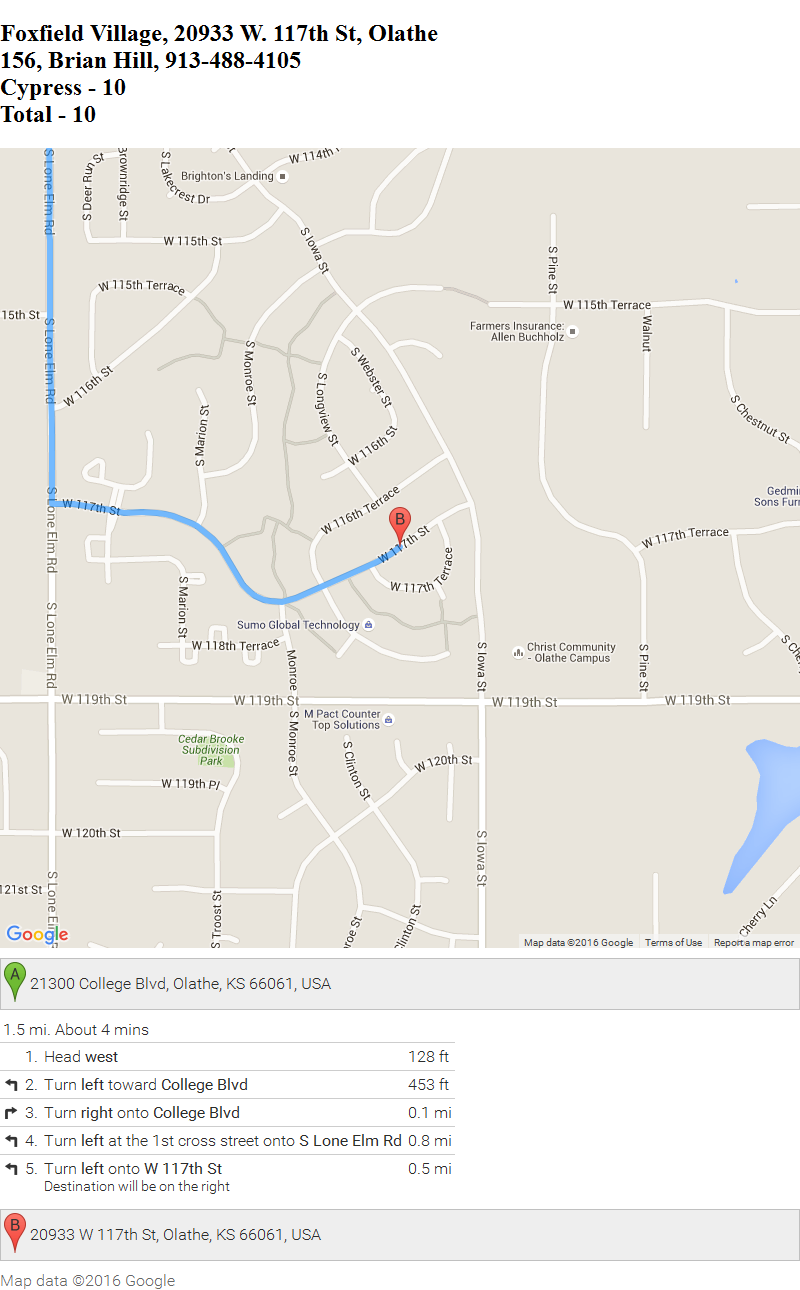 Foxfield Village, 20933 W. 117th St, Olathe
156, Brian Hill, 913-488-4105
Cypress - 10
Total - 10
W 114th
S Lone Elm Rd
S Deer Run St
Brownridge St
S Lakecrest Dr
Brighton's Landing
W 115th St
S Iowa St
S Pine St
W 115th Terrace
15th St
S Lone Elm Rd
W 115th Terrace
Farmers Insurance:
Allen Buchholz
Walnut
S Monroe St
S Webster St
S Longview St
W 116th St
S Marion St
W 116th St
S Chestnut St
Gedmin
Sons Furn
W 116th Terrace
B
W 117th St
W 117th St
S Lone Elm Rd
W 117th Terrace
W 117th Terrace
S Marion St
Sumo Global Technology
W 118th Terrace
S Lone Elm Rd
Monroe
S Iowa St
Christ Community
- Olathe Campus
S Pine St
S Che
W 119th St
W 119th St
W 119th St
W 119th St
M Pact Counter
Top Solutions
Cedar Brooke
Subdivision
Park
S Monroe St
S Clinton St
W 120th St
W 119th Pl
W 120th St
S Iowa St
121st St
S Lone Elm
S Troost St
roe St
Clinton St
Cherry Ln
Google
Map data ©2016 Google
Terms of Use
Report a map error
A
21300 College Blvd, Olathe, KS 66061, USA
1.5 mi. About 4 mins
1. Head west 128 ft
2. Turn left toward College Blvd 453 ft
3. Turn right onto College Blvd 0.1 mi
4. Turn left at the 1st cross street onto S Lone Elm Rd 0.8 mi
5. Turn left onto W 117th St 0.5 mi
Destination will be on the right
B
20933 W 117th St, Olathe, KS 66061, USA
Map data ©2016 Google